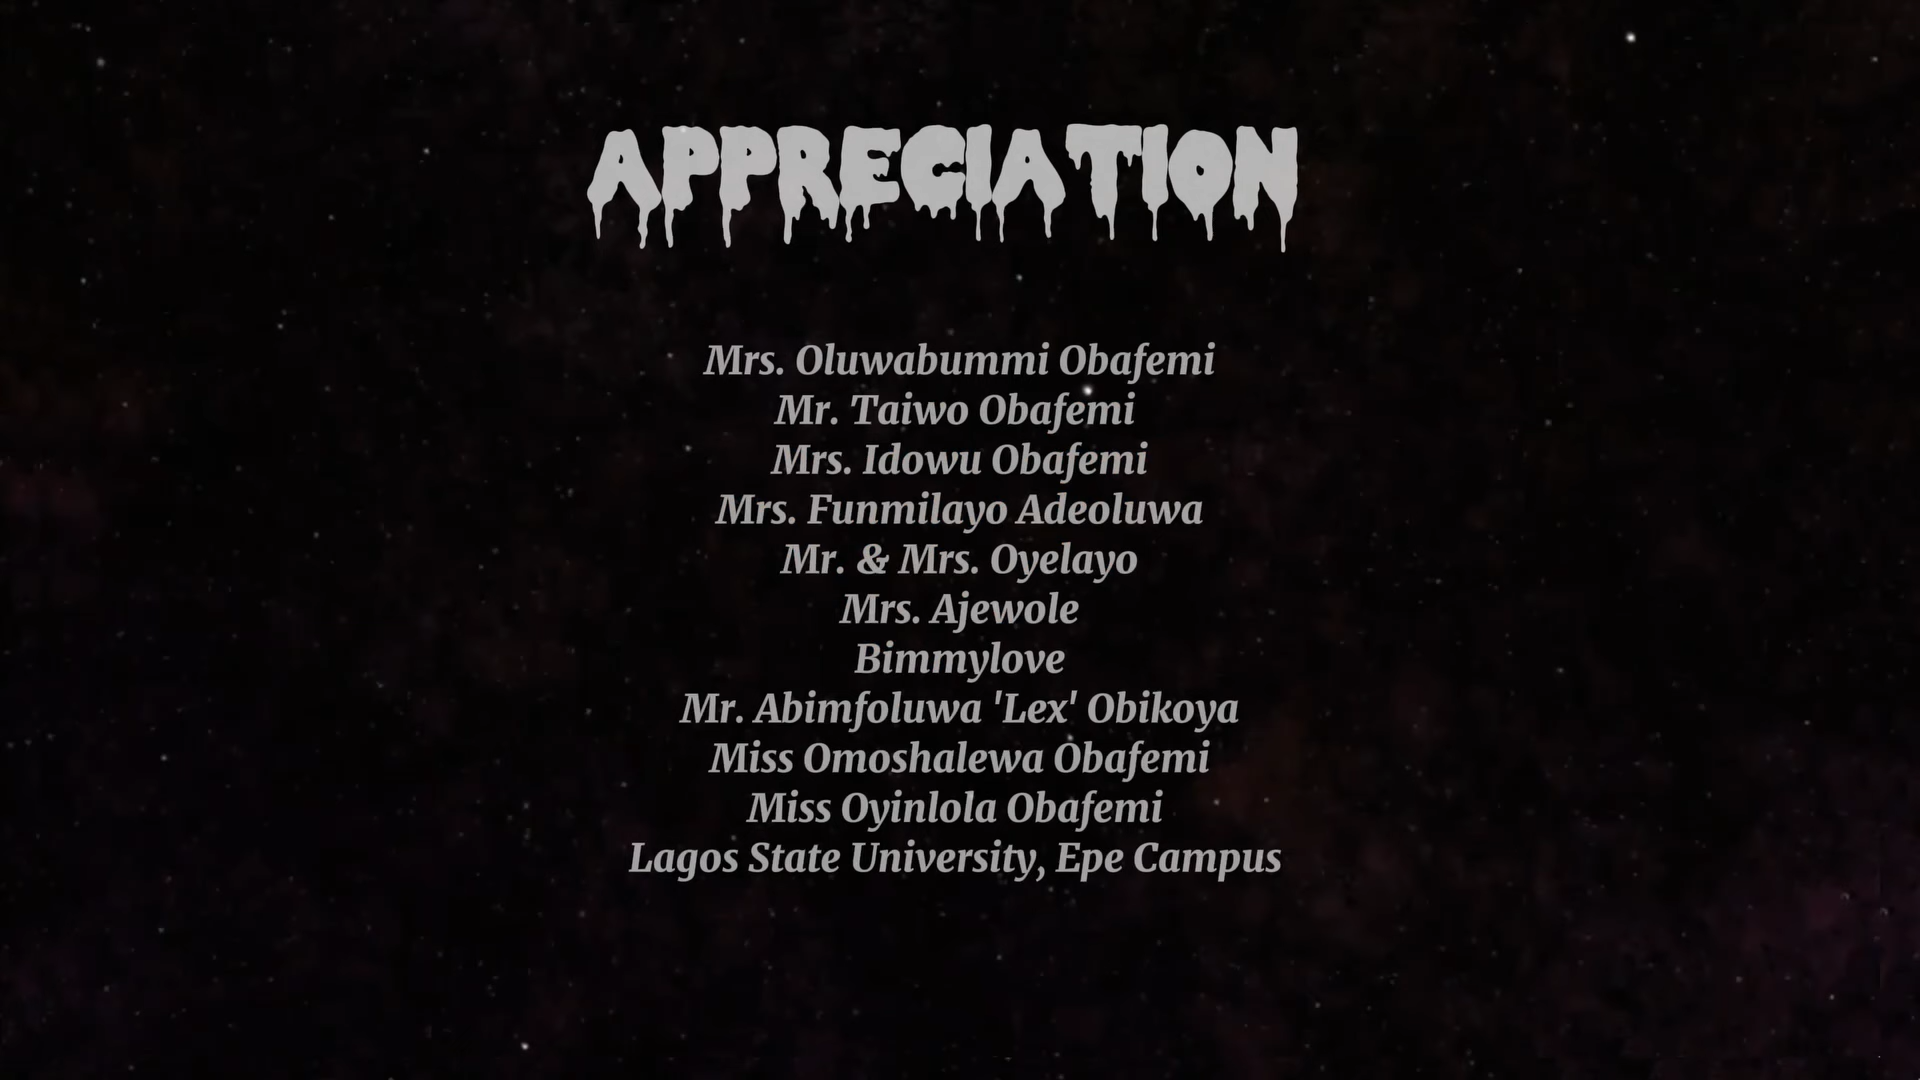 APPRECIATION
Mrs. Oluwabummi Obafemi
Mr. Taiwo Obafemi
Mrs. Idowu Obafemi
Mrs. Funmilayo Adeoluwa
Mr. & Mrs. Oyelayo
Mrs. Ajewole
Bimmylove
Mr. Abimfoluwa 'Lex' Obikoya
Miss Omoshalewa Obafemi
Miss Oyinlola Obafemi
Lagos State University, Epe Campus